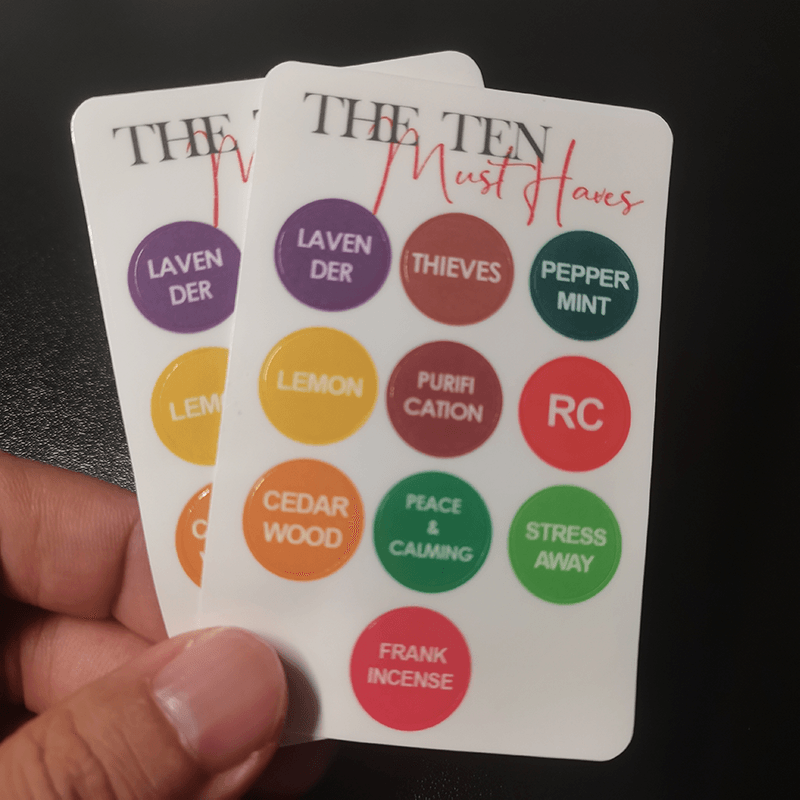 THE TEN
Must Haves
LAVEN
DER
THIEVES
PEPPER
MINT
LEMON
PURIFI
CATION
RC
CEDAR
WOOD
PEACE
&
CALMING
STRESS
AWAY
FRANK
INCENSE
THE
LAVEN
DER
LEM